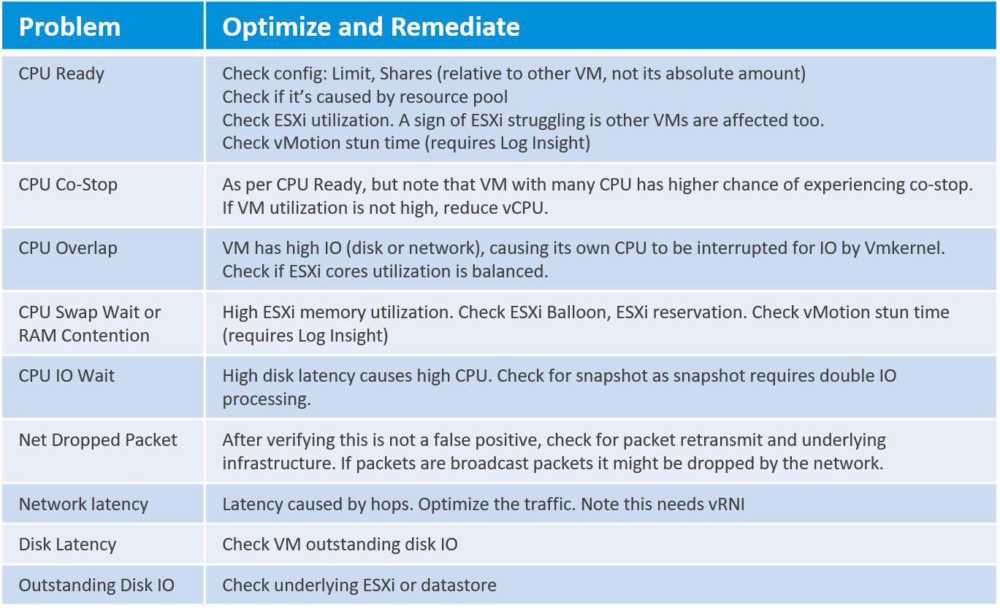 Problem
Optimize and Remediate
CPU Ready
Check config: Limit, Shares (relative to other VM, not its absolute amount)
Check if it’s caused by resource pool
Check ESXi utilization. A sign of ESXi struggling is other VMs are affected too.
Check vMotion stun time (requires Log Insight)
CPU Co-Stop
As per CPU Ready, but note that VM with many CPU has higher chance of experiencing co-stop.
If VM utilization is not high, reduce vCPU.
CPU Overlap
VM has high IO (disk or network), causing its own CPU to be interrupted for IO by Vmkernel.
Check if ESXi cores utilization is balanced.
CPU Swap Wait or
RAM Contention
High ESXi memory utilization. Check ESXi Balloon, ESXi reservation. Check vMotion stun time
(requires Log Insight)
CPU IO Wait
High disk latency causes high CPU. Check for snapshot as snapshot requires double IO
processing.
Net Dropped Packet
After verifying this is not a false positive, check for packet retransmit and underlying
infrastructure. If packets are broadcast packets it might be dropped by the network.
Network latency
Latency caused by hops. Optimize the traffic. Note this needs vRNI
Disk Latency
Check VM outstanding disk IO
Outstanding Disk IO
Check underlying ESXi or datastore